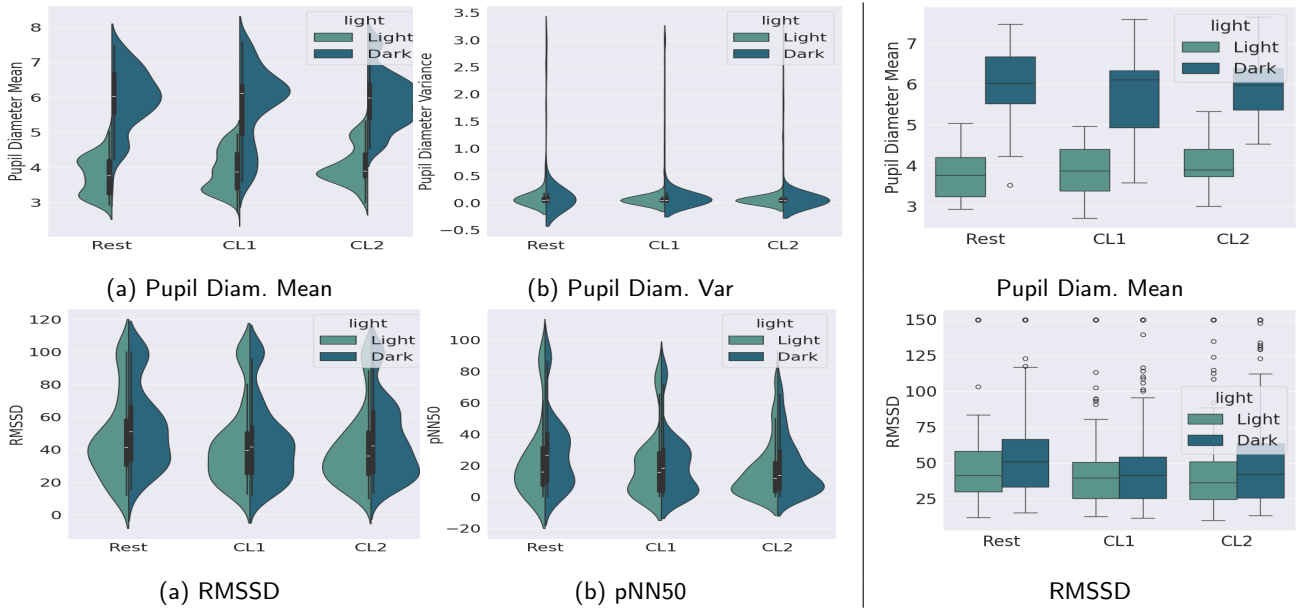 light
Light
Dark
Pupil Diameter Mean
8
7
6
5
4
3
Rest CL1 CL2
(a) Pupil Diam. Mean
light
Light
Dark
Pupil Diameter Variance
3.5
3.0
2.5
2.0
1.5
1.0
0.5
0.0
−0.5
Rest CL1 CL2
(b) Pupil Diam. Var
light
Light
Dark
Pupil Diameter Mean
7
6
5
4
3
Rest CL1 CL2
Pupil Diam. Mean
light
Light
Dark
RMSSD
120
100
80
60
40
20
0
Rest CL1 CL2
(a) RMSSD
light
Light
Dark
pNN50
120
100
80
60
40
20
0
−20
Rest CL1 CL2
(b) pNN50
light
Light
Dark
RMSSD
150
125
100
75
50
25
Rest CL1 CL2
RMSSD